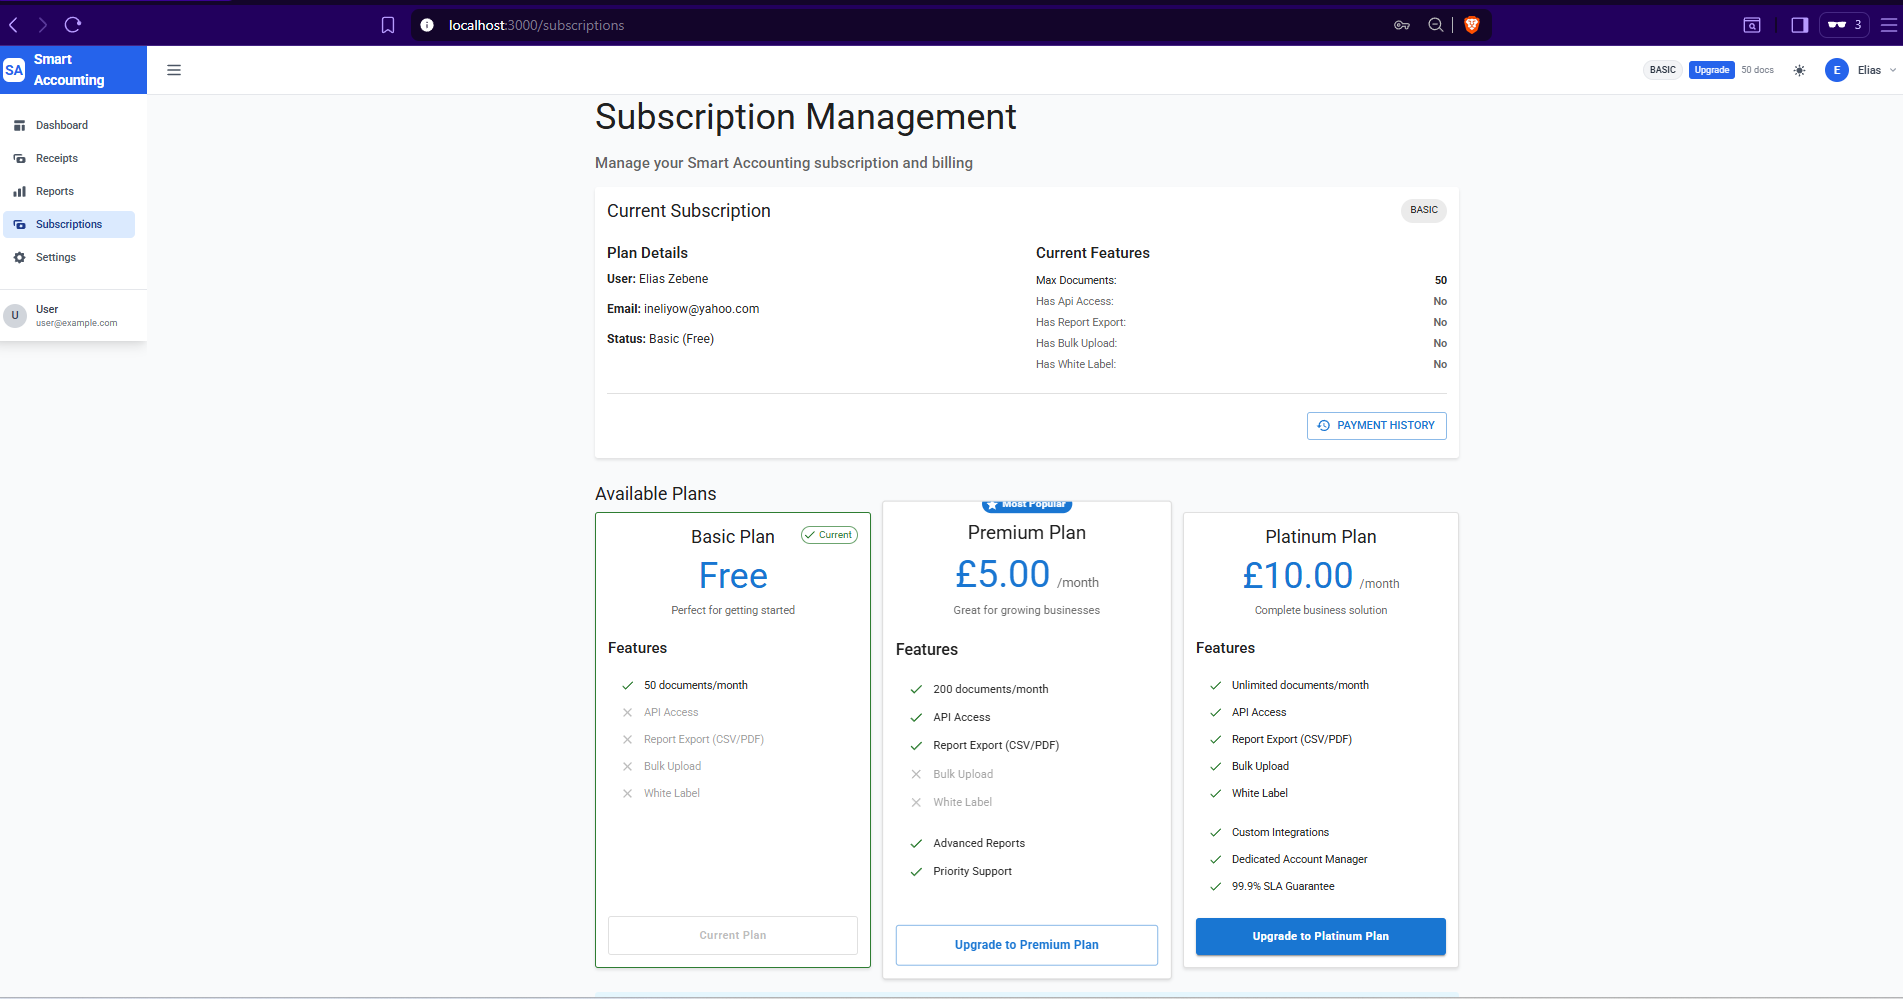 localhost:3000/subscriptions
3
SA
Smart
Accounting
BASIC
Upgrade
50 docs
E
Elias
Dashboard
Receipts
Reports
Subscriptions
Settings
U
User
user@example.com
Subscription Management
Manage your Smart Accounting subscription and billing
Current Subscription
BASIC
Plan Details
User: Elias Zebene
Email: ineliyow@yahoo.com
Status: Basic (Free)
Current Features
Max Documents: 50
Has Api Access: No
Has Report Export: No
Has Bulk Upload: No
Has White Label: No
PAYMENT HISTORY
Available Plans
Basic Plan
Current
Free
Perfect for getting started
Features
50 documents/month
API Access
Report Export (CSV/PDF)
Bulk Upload
White Label
Current Plan
Most Popular
Premium Plan
£5.00 /month
Great for growing businesses
Features
200 documents/month
API Access
Report Export (CSV/PDF)
Bulk Upload
White Label
Advanced Reports
Priority Support
Upgrade to Premium Plan
Platinum Plan
£10.00 /month
Complete business solution
Features
Unlimited documents/month
API Access
Report Export (CSV/PDF)
Bulk Upload
White Label
Custom Integrations
Dedicated Account Manager
99.9% SLA Guarantee
Upgrade to Platinum Plan